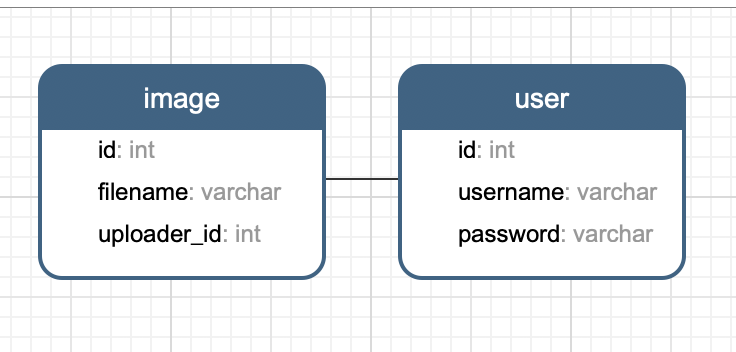 image
id: int
filename: varchar
uploader_id: int
user
id: int
username: varchar
password: varchar